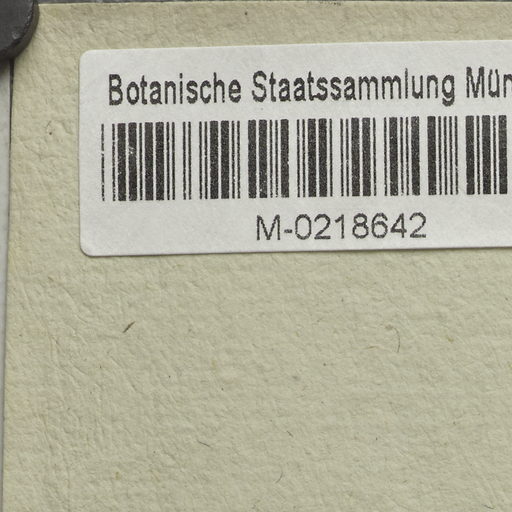 Botanische Staatssammlung Mün
M-0218642